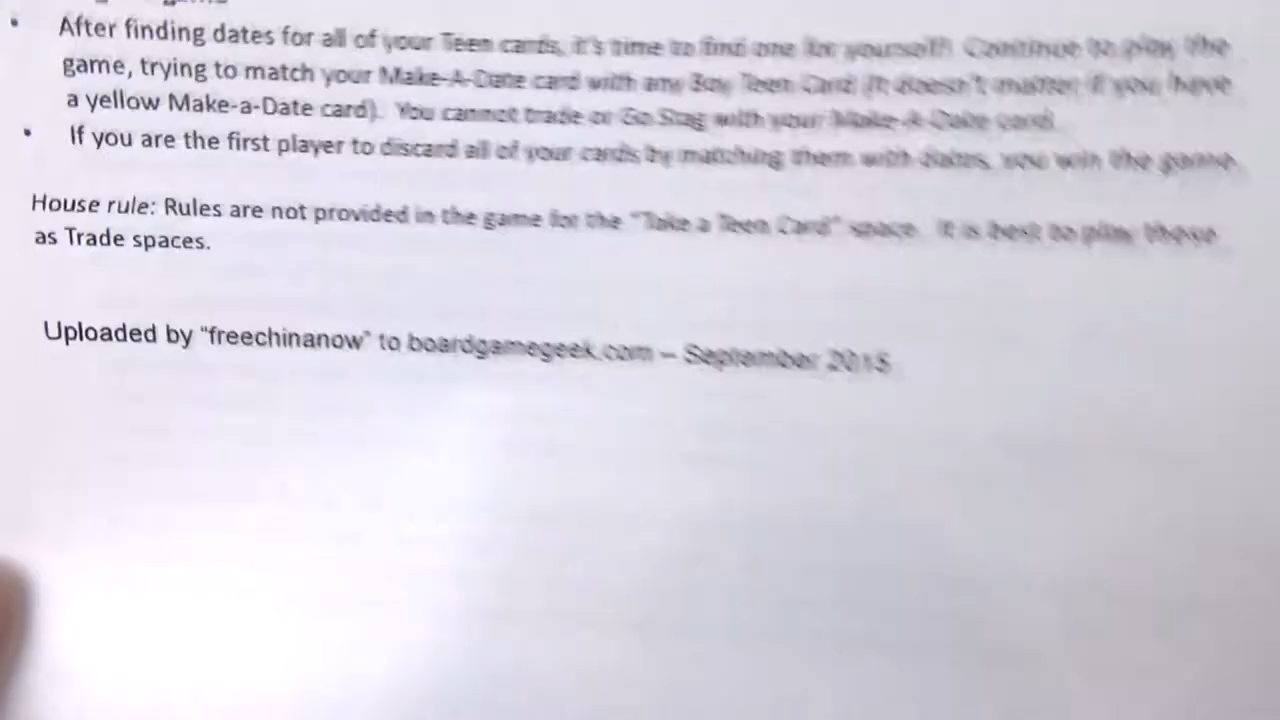 • After finding dates for all of your Teen cards, it's time to find one for yourself! Continue to play the
game, trying to match your Make-A-Date card with any Boy Teen Card (It doesn't matter if you have
a yellow Make-a-Date card). You cannot trade or Go Stag with your Make-A-Date card.
• If you are the first player to discard all of your cards by matching them with dates, you win the game.
House rule: Rules are not provided in the game for the "Take a Teen Card" space. It is best to play these
as Trade spaces.
Uploaded by "freechinanow" to boardgamegeek.com – September 2015